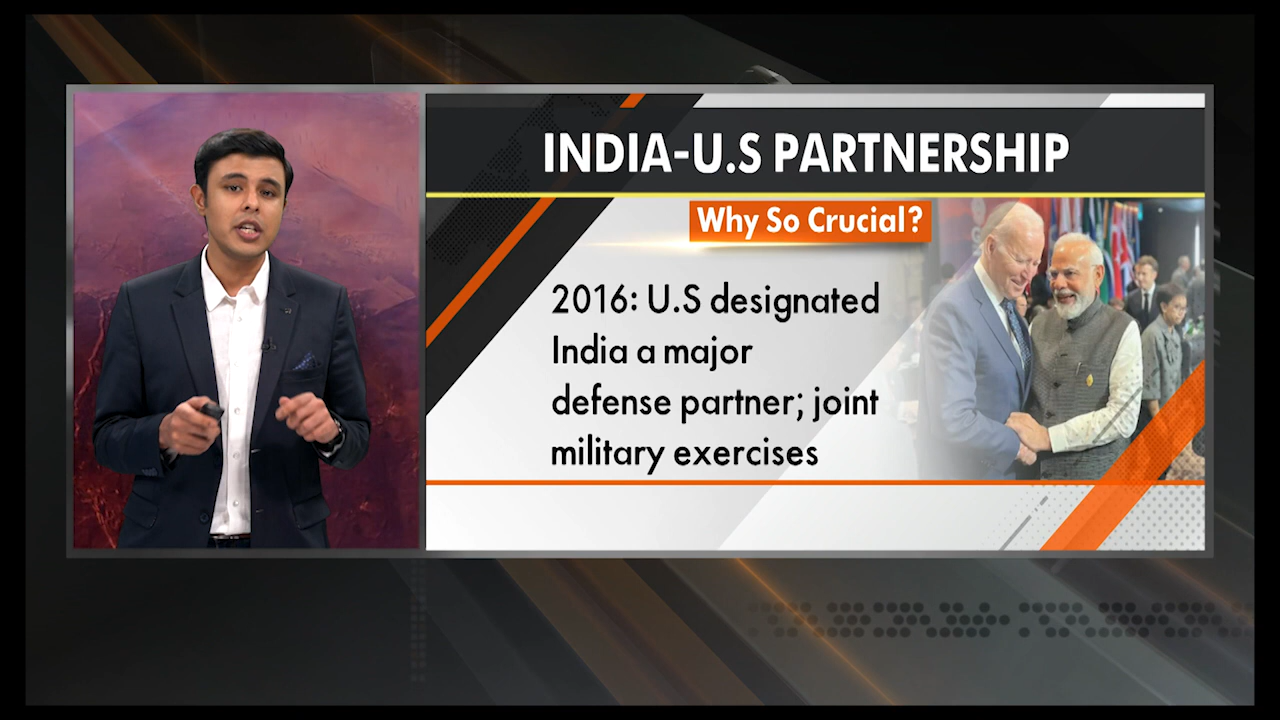 INDIA-U.S PARTNERSHIP
Why So Crucial?
2016: U.S designated
India a major
defense partner; joint
military exercises